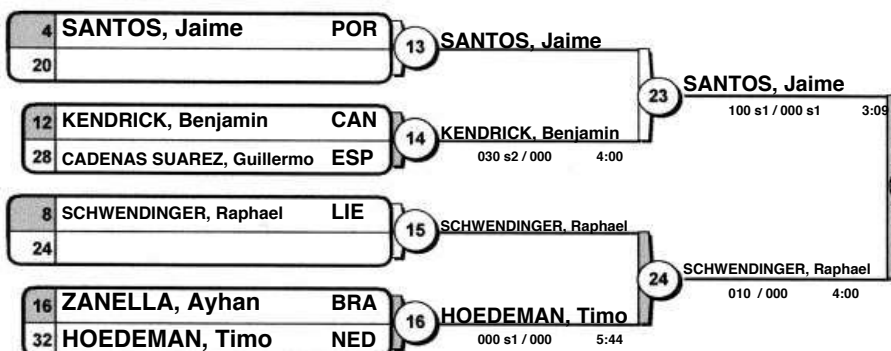 4 SANTOS, Jaime POR
20
13 SANTOS, Jaime
12 KENDRICK, Benjamin CAN
28 CADENAS SUAREZ, Guillermo ESP
14 KENDRICK, Benjamin
030 s2 / 000 4:00
23 SANTOS, Jaime
100 s1 / 000 s1 3:09
8 SCHWENDINGER, Raphael LIE
24
15 SCHWENDINGER, Raphael
16 ZANELLA, Ayhan BRA
32 HOEDEMAN, Timo NED
16 HOEDEMAN, Timo
000 s1 / 000 5:44
24 SCHWENDINGER, Raphael
010 / 000 4:00